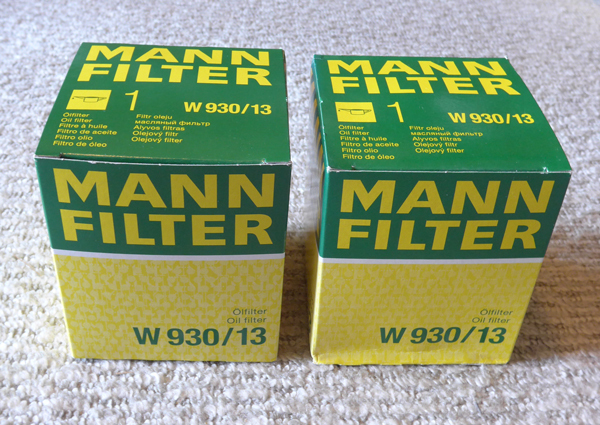 MANN
FILTER
1
W 930/13
Ölfilter
Oil filter
Filtre à huile
Filtro de aceite
Filtro olio
Filtro de óleo
Filtr oleju
масляный фильтр
Alyvos filtras
Olejový filtr
Olejový filter
MANN
FILTER
Ölfilter
Oil filter
W 930/13
MANN
FILTER
1
W 930/13
Ölfilter
Oil filter
Filtre à huile
Filtro de aceite
Filtro olio
Filtro de óleo
Filtr oleju
масляный фильтр
Alyvos filtras
Olejový filtr
Olejový filter
MANN
FILTER
Ölfilter
Oil filter
W 930/13